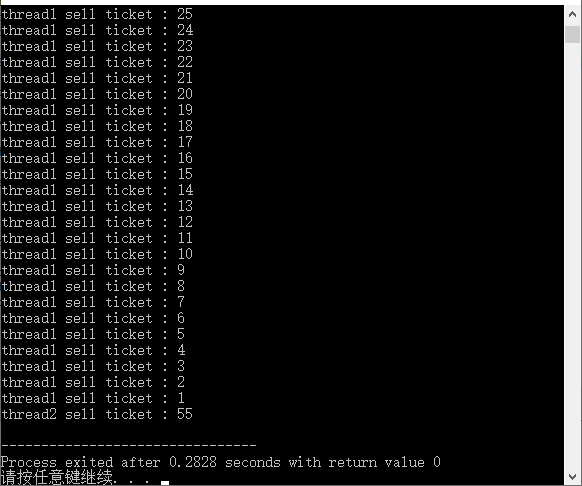 thread1 sell ticket : 25
thread1 sell ticket : 24
thread1 sell ticket : 23
thread1 sell ticket : 22
thread1 sell ticket : 21
thread1 sell ticket : 20
thread1 sell ticket : 19
thread1 sell ticket : 18
thread1 sell ticket : 17
thread1 sell ticket : 16
thread1 sell ticket : 15
thread1 sell ticket : 14
thread1 sell ticket : 13
thread1 sell ticket : 12
thread1 sell ticket : 11
thread1 sell ticket : 10
thread1 sell ticket : 9
thread1 sell ticket : 8
thread1 sell ticket : 7
thread1 sell ticket : 6
thread1 sell ticket : 5
thread1 sell ticket : 4
thread1 sell ticket : 3
thread1 sell ticket : 2
thread1 sell ticket : 1
thread2 sell ticket : 55
--------------------------------
Process exited after 0.2828 seconds with return value 0
请按任意键继续. . .